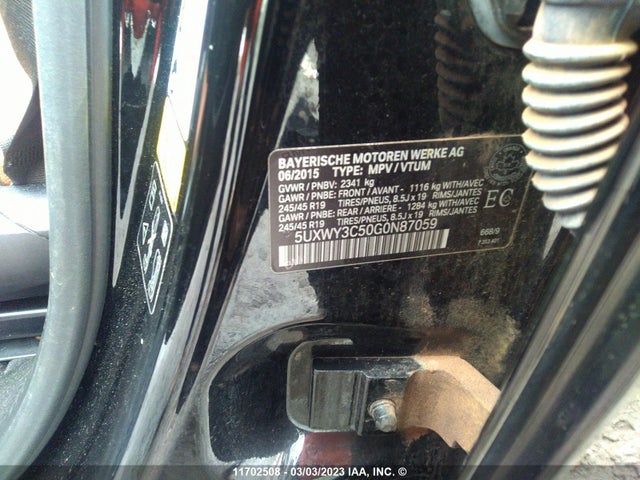 BAYERISCHE MOTOREN WERKE AG
06/2015 TYPE: MPV / VTUM
GVWR / PNBV: 2341 kg
GAWR / PNBE: FRONT / AVANT - 1116 kg WITH/AVEC
245/45 R19 TIRES/PNEUS, 8.5J x 19 RIMS/JANTES
GAWR / PNBE: REAR / ARRIERE - 1284 kg WITH/AVEC
245/45 R19 TIRES/PNEUS, 8.5J x 19 RIMS/JANTES
EC
5UXWY3C50G0N87059
668/9
11702508 - 03/03/2023 IAA, INC. ©